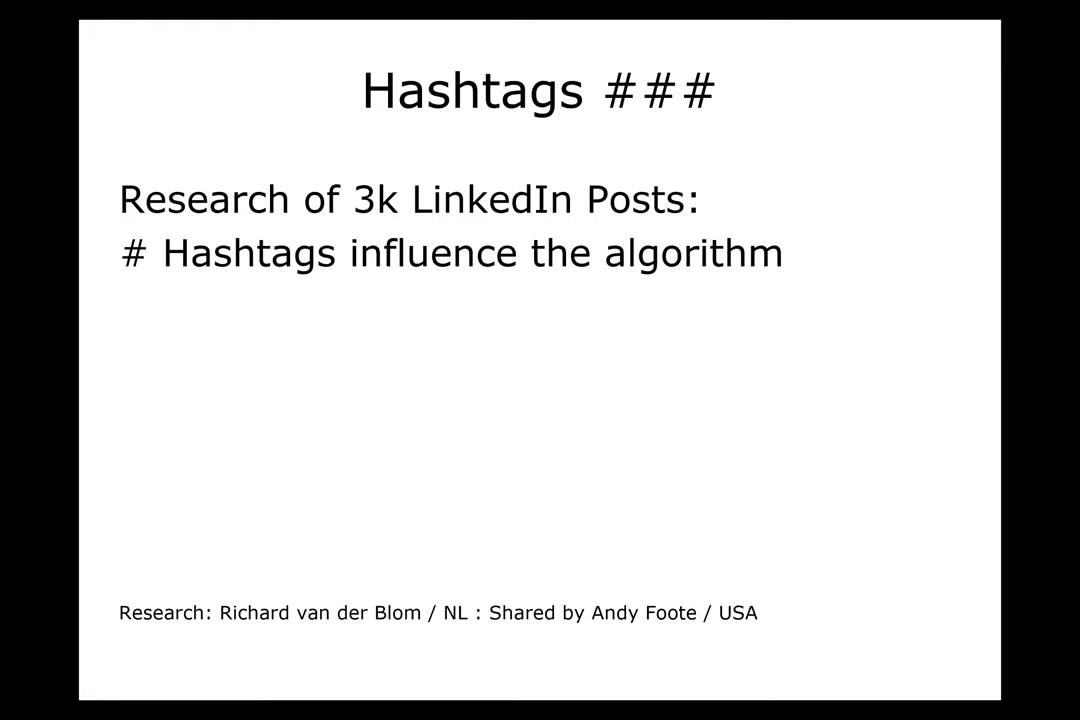 Hashtags ###
Research of 3k LinkedIn Posts:
# Hashtags influence the algorithm
Research: Richard van der Blom / NL : Shared by Andy Foote / USA